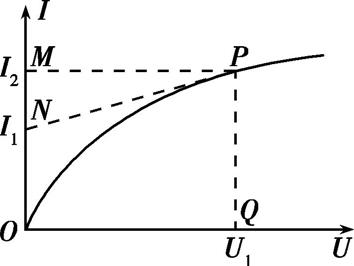 I
I₂ M P
I₁ N
O Q
U₁ U